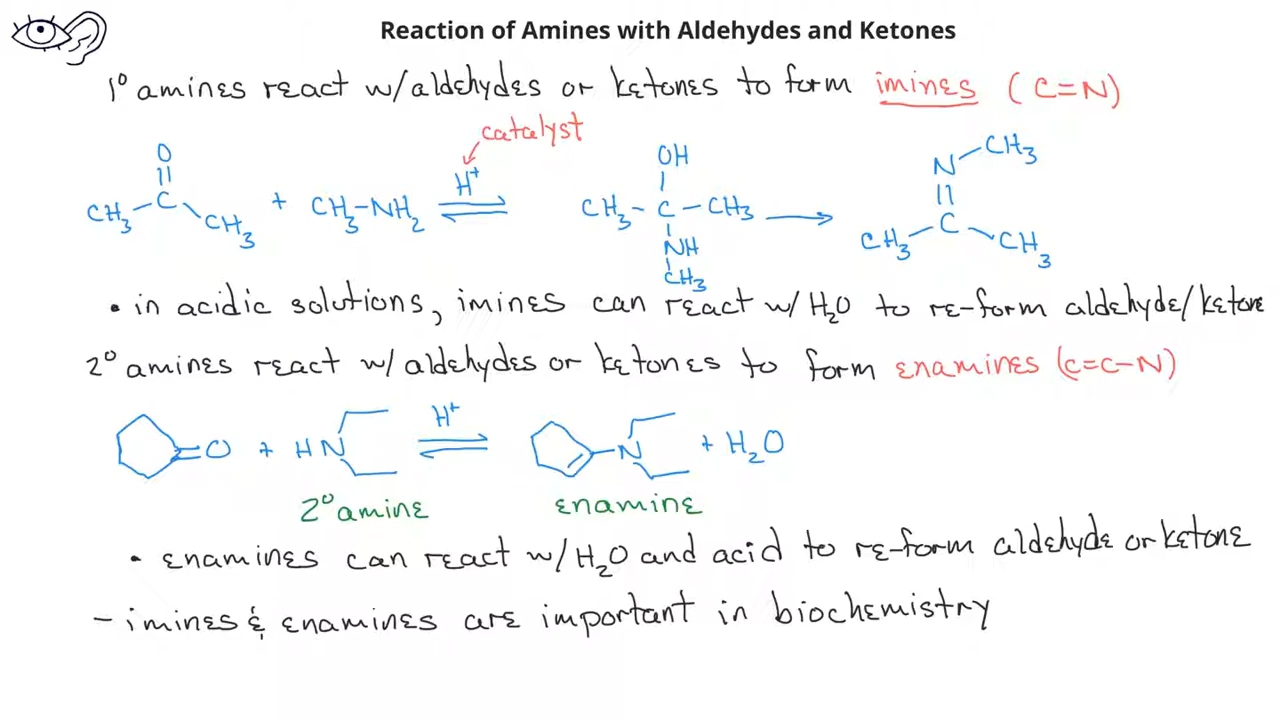 Reaction of Amines with Aldehydes and Ketones
1° amines react w/aldehydes or ketones to form imines (C=N)
catalyst
O
||
CH₃-C-CH₃ + CH₃-NH₂ ⇌ H⁺
OH
CH₃-C-CH₃ →
NH
CH₃
N-CH₃
||
C
CH₃ CH₃
• in acidic solutions, imines can react w/H₂O to re-form aldehyde/ketone
2° amines react w/aldehydes or ketones to form enamines (C=C-N)
=O + HN ⇌ H⁺ -N + H₂O
2° amine
enamine
• enamines can react w/H₂O and acid to re-form aldehyde or ketone
- imines & enamines are important in biochemistry